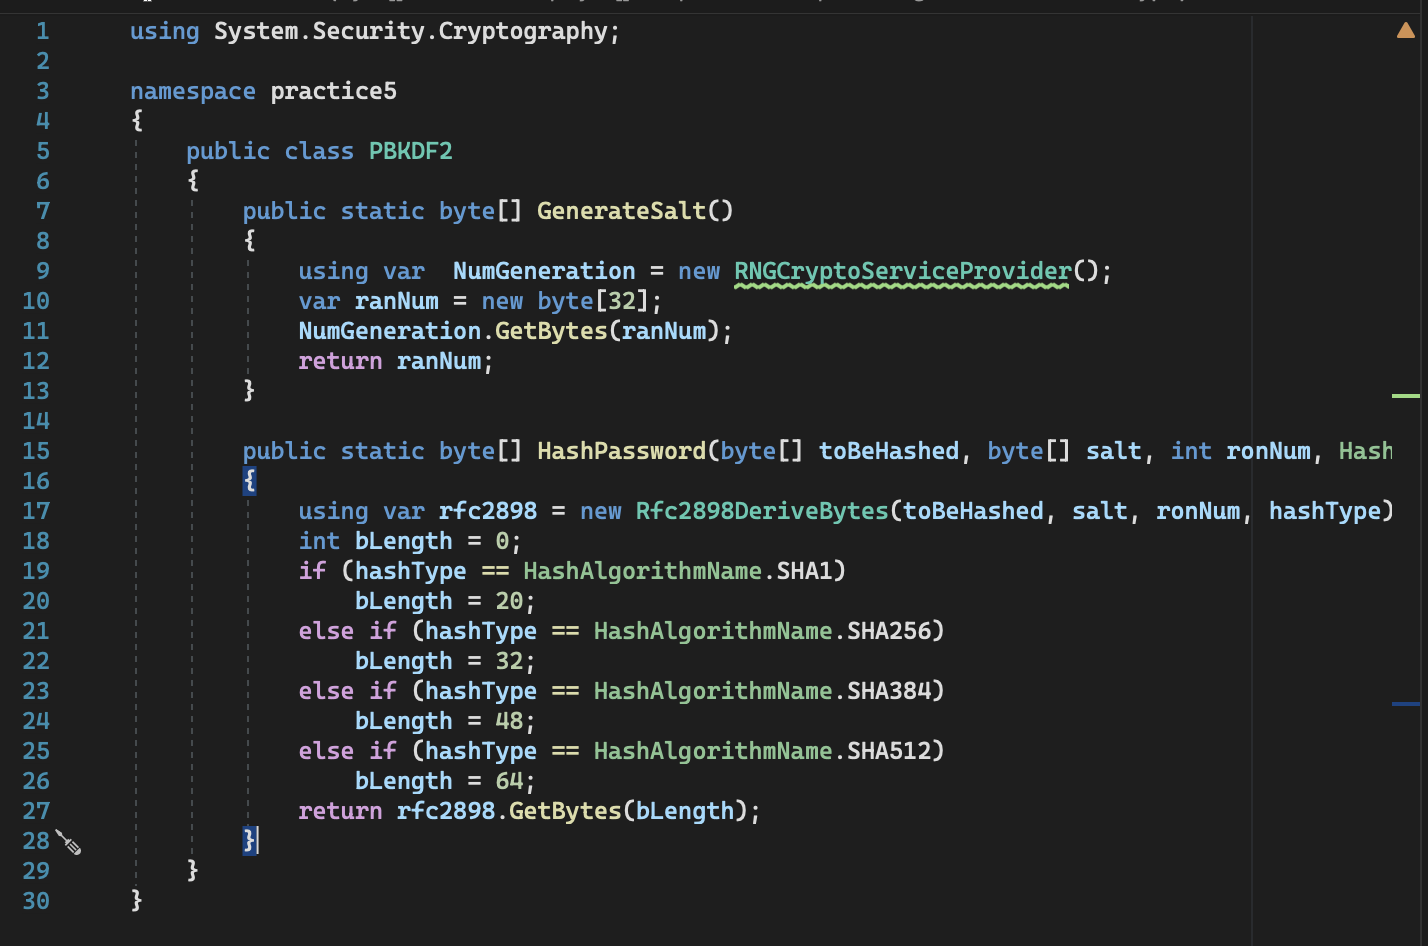 1 using System.Security.Cryptography;
2
3 namespace practice5
4 {
5 public class PBKDF2
6 {
7 public static byte[] GenerateSalt()
8 {
9 using var  NumGeneration = new RNGCryptoServiceProvider();
10 var ranNum = new byte[32];
11 NumGeneration.GetBytes(ranNum);
12 return ranNum;
13 }
14
15 public static byte[] HashPassword(byte[] toBeHashed, byte[] salt, int ronNum, Hash
16 {
17 using var rfc2898 = new Rfc2898DeriveBytes(toBeHashed, salt, ronNum, hashType)
18 int bLength = 0;
19 if (hashType == HashAlgorithmName.SHA1)
20 bLength = 20;
21 else if (hashType == HashAlgorithmName.SHA256)
22 bLength = 32;
23 else if (hashType == HashAlgorithmName.SHA384)
24 bLength = 48;
25 else if (hashType == HashAlgorithmName.SHA512)
26 bLength = 64;
27 return rfc2898.GetBytes(bLength);
28 }
29 }
30 }